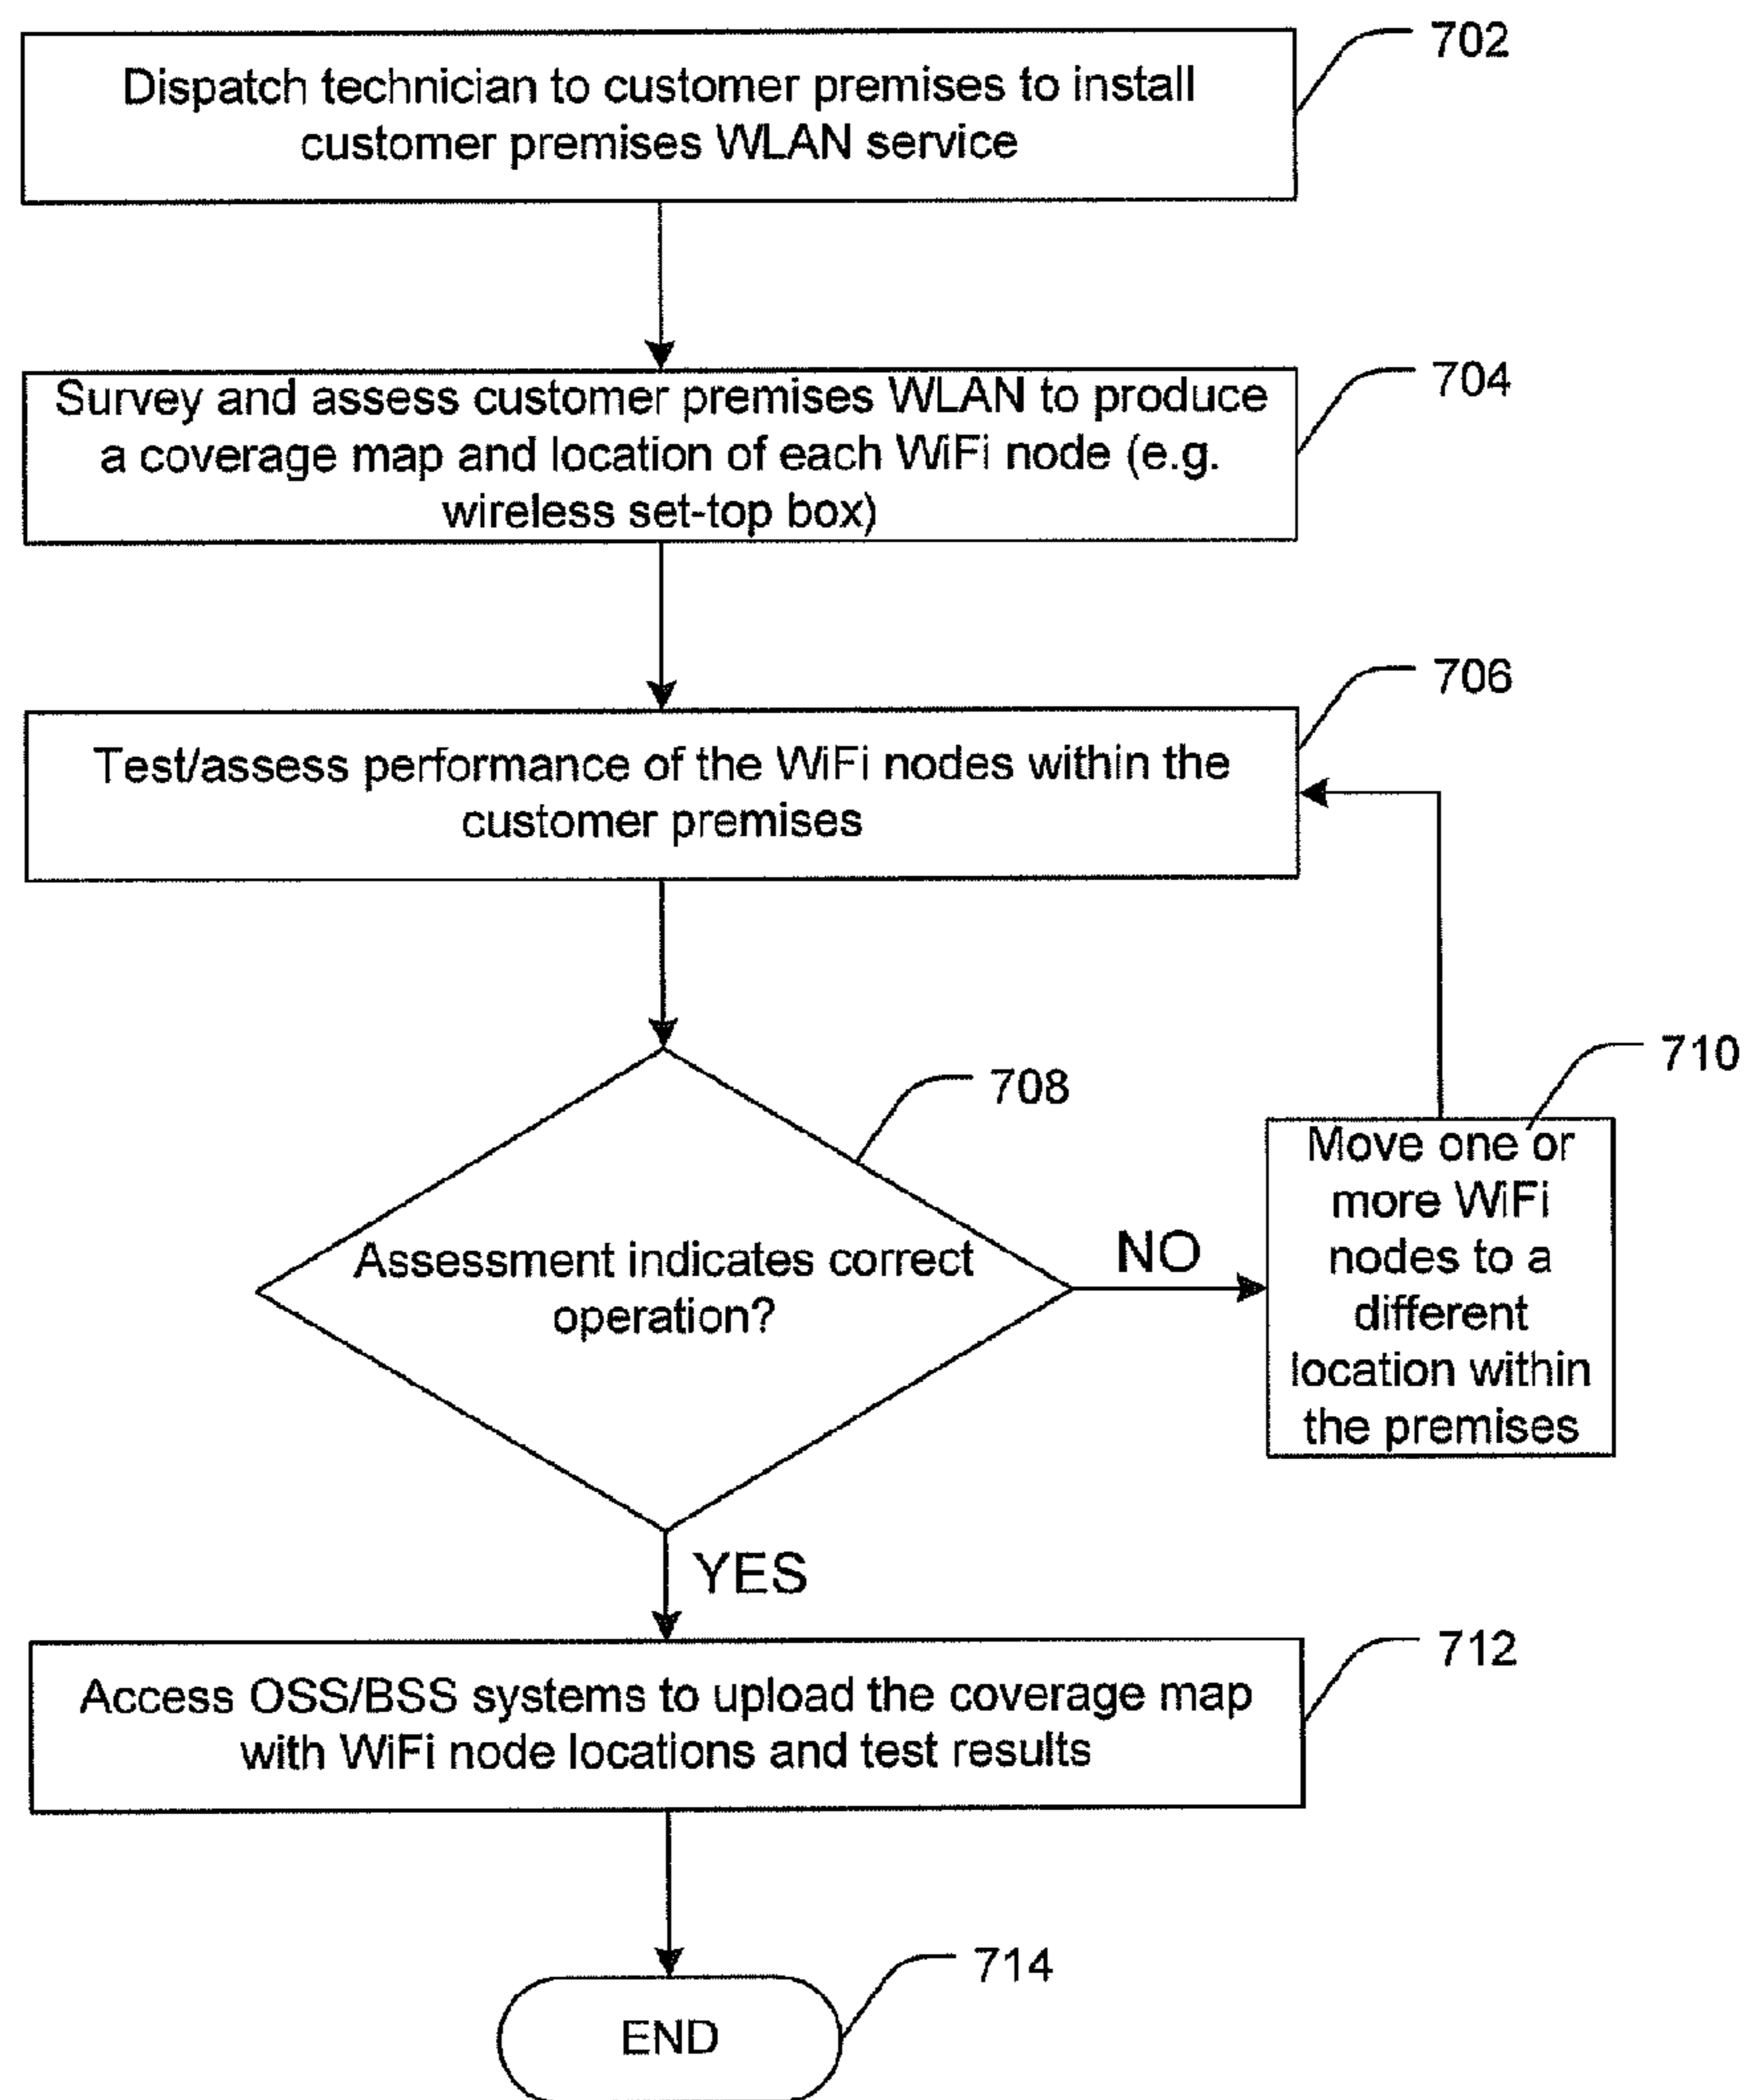 702
Dispatch technician to customer premises to install
customer premises WLAN service
704
Survey and assess customer premises WLAN to produce
a coverage map and location of each WiFi node (e.g.
wireless set-top box)
706
Test/assess performance of the WiFi nodes within the
customer premises
708
Assessment indicates correct
operation?
NO
710
Move one or
more WiFi
nodes to a
different
location within
the premises
YES
712
Access OSS/BSS systems to upload the coverage map
with WiFi node locations and test results
714
END